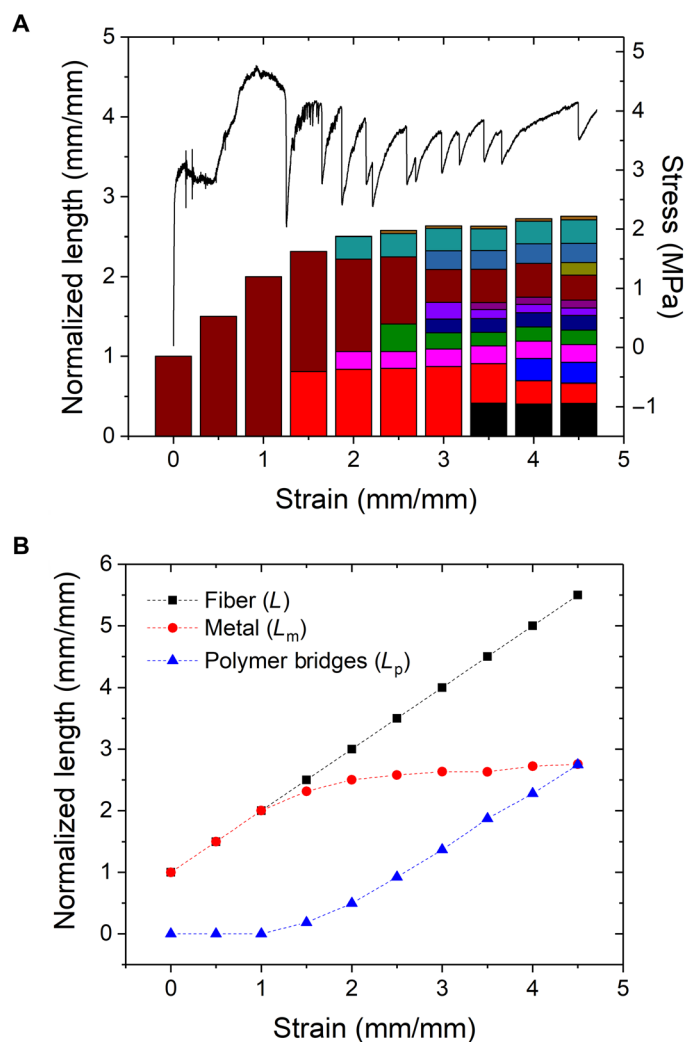 A
Normalized length (mm/mm)
5
4
3
2
1
0
5
4
3
2
1
0
−1
Stress (MPa)
0 1 2 3 4 5
Strain (mm/mm)
B
Normalized length (mm/mm)
6
5
4
3
2
1
0
Fiber (L)
Metal (Lm)
Polymer bridges (Lp)
0 1 2 3 4 5
Strain (mm/mm)